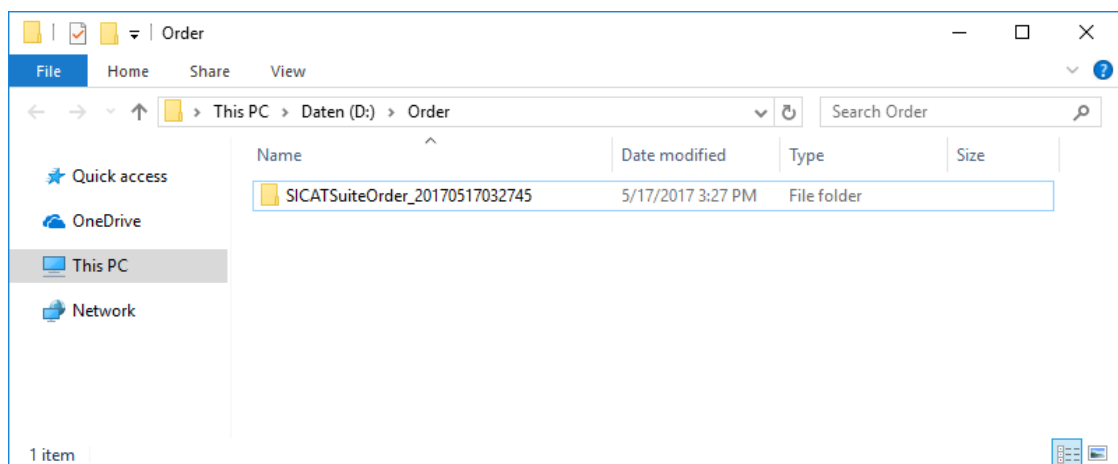 Order
File Home Share View
This PC > Daten (D:) > Order Search Order
Name Date modified Type Size
Quick access
SICATSuiteOrder_20170517032745 5/17/2017 3:27 PM File folder
OneDrive
This PC
Network
1 item